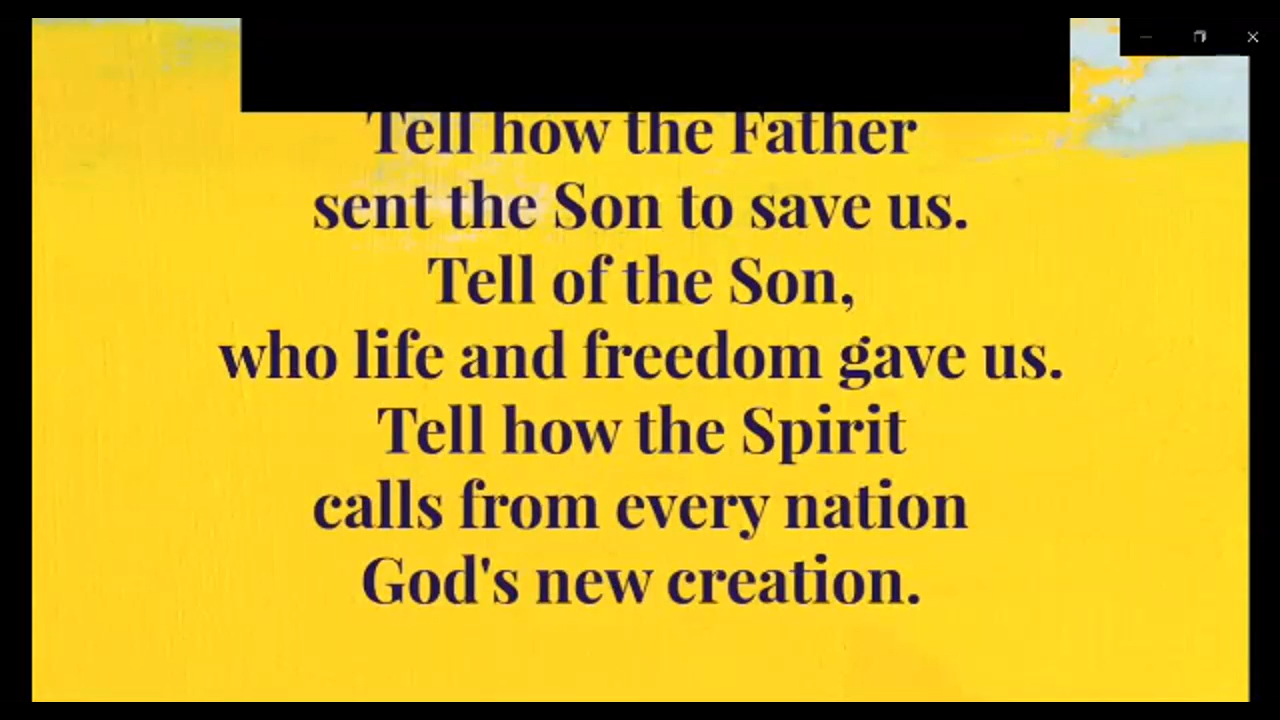 Tell how the Father
sent the Son to save us.
Tell of the Son,
who life and freedom gave us.
Tell how the Spirit
calls from every nation
God's new creation.